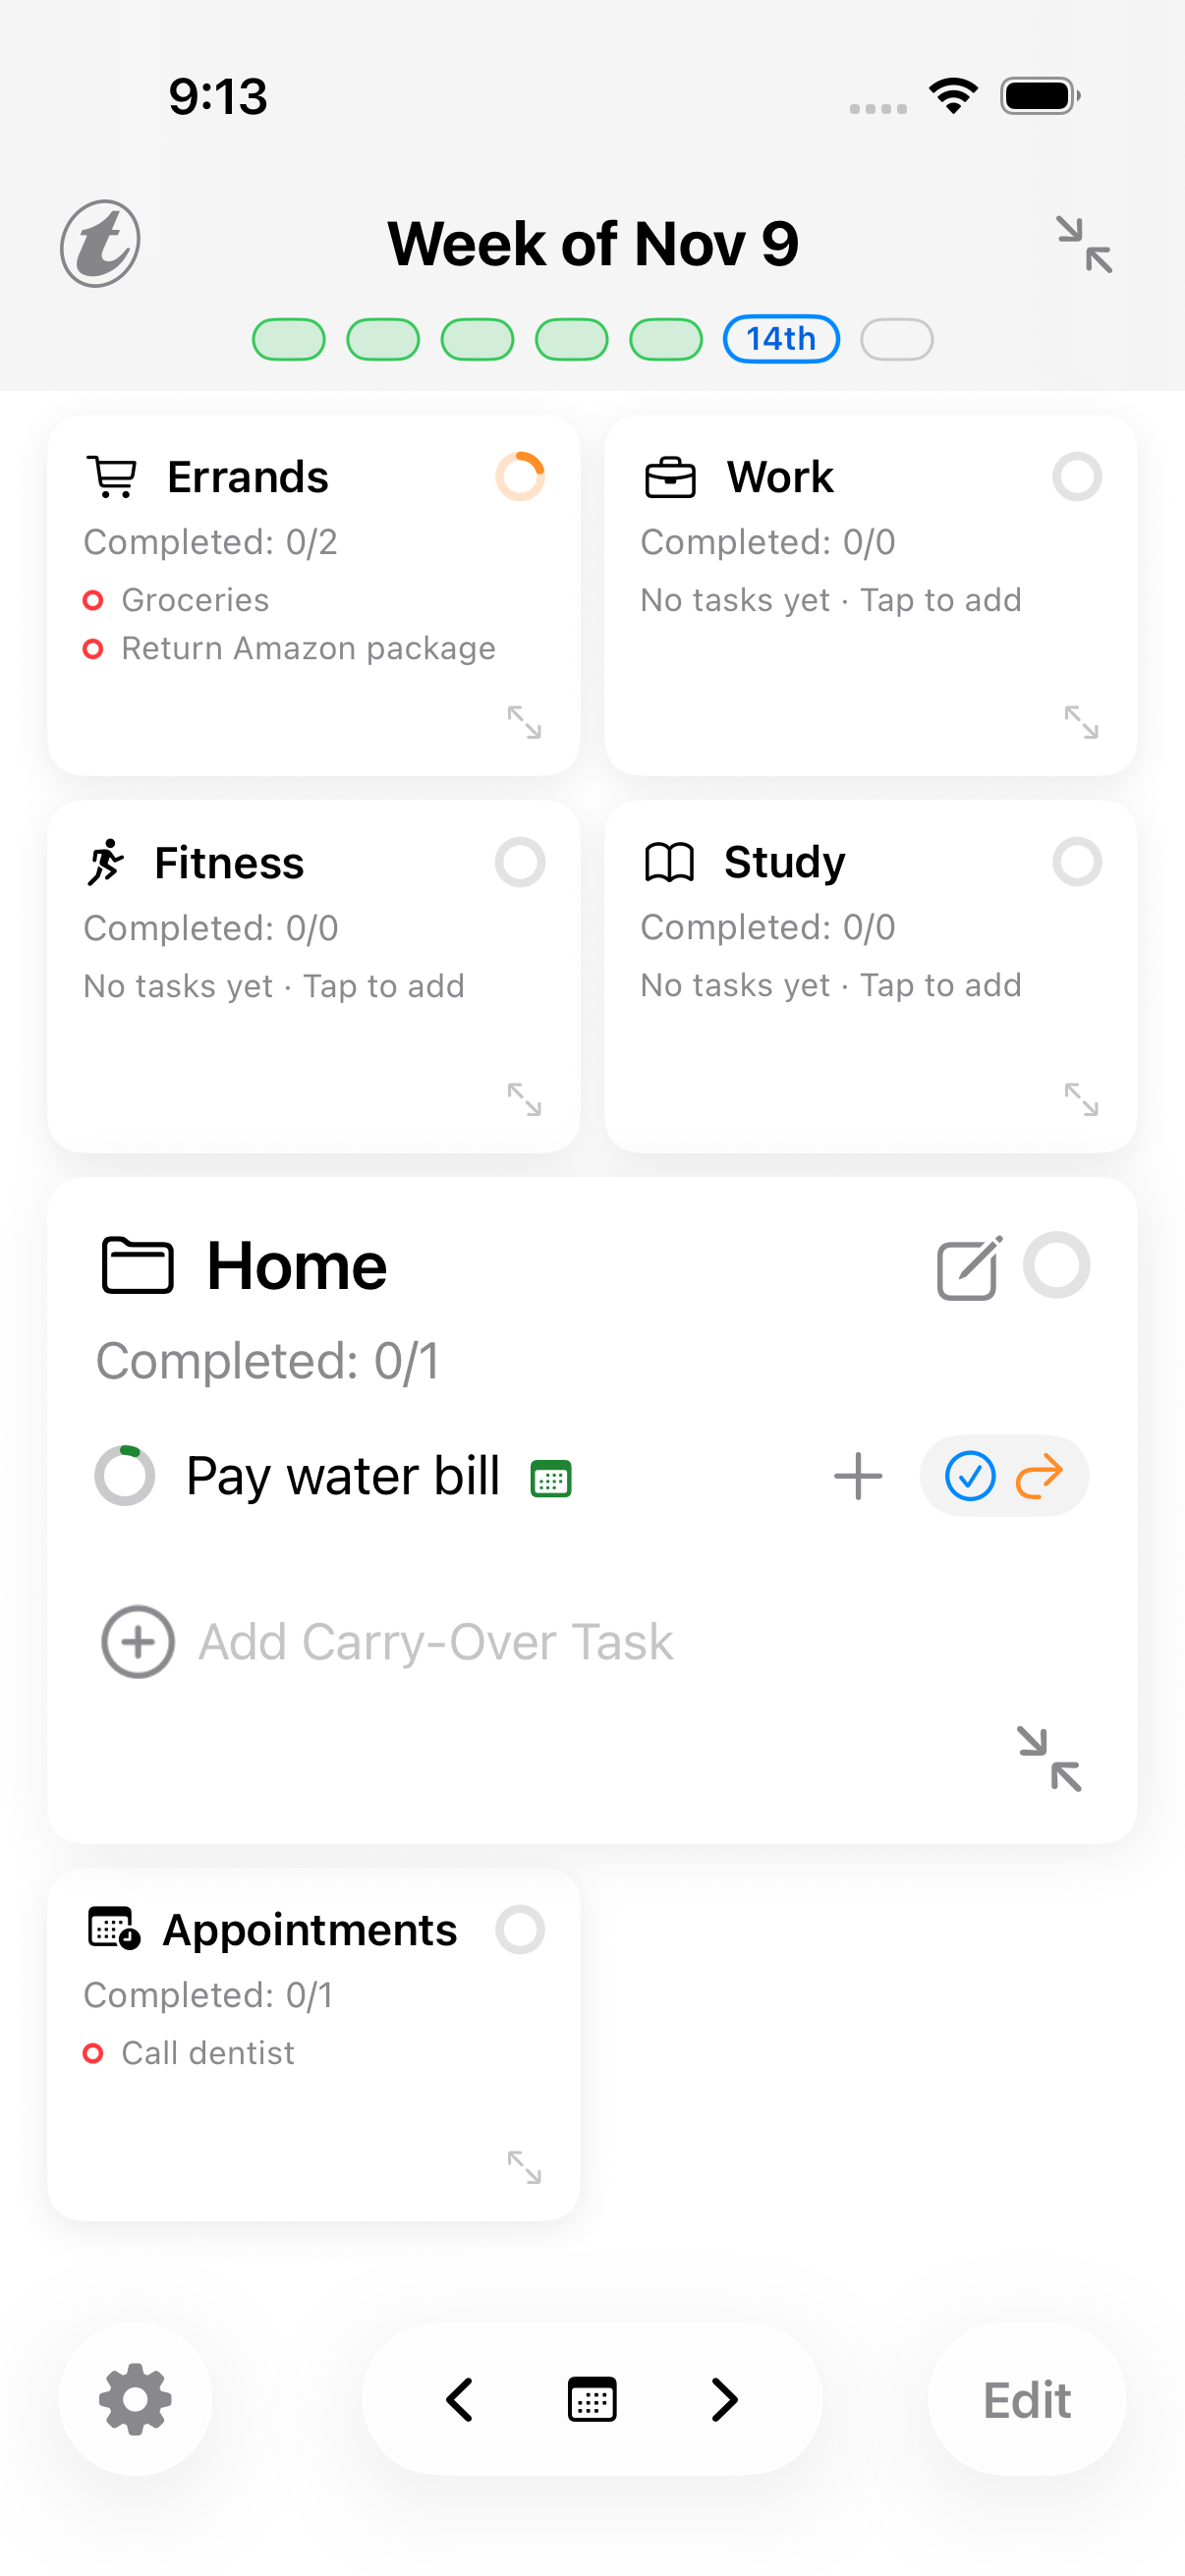 9:13
t
Week of Nov 9
14th
Errands
Completed: 0/2
Groceries
Return Amazon package
Work
Completed: 0/0
No tasks yet · Tap to add
Fitness
Completed: 0/0
No tasks yet · Tap to add
Study
Completed: 0/0
No tasks yet · Tap to add
Home
Completed: 0/1
Pay water bill
Add Carry-Over Task
Appointments
Completed: 0/1
Call dentist
Edit